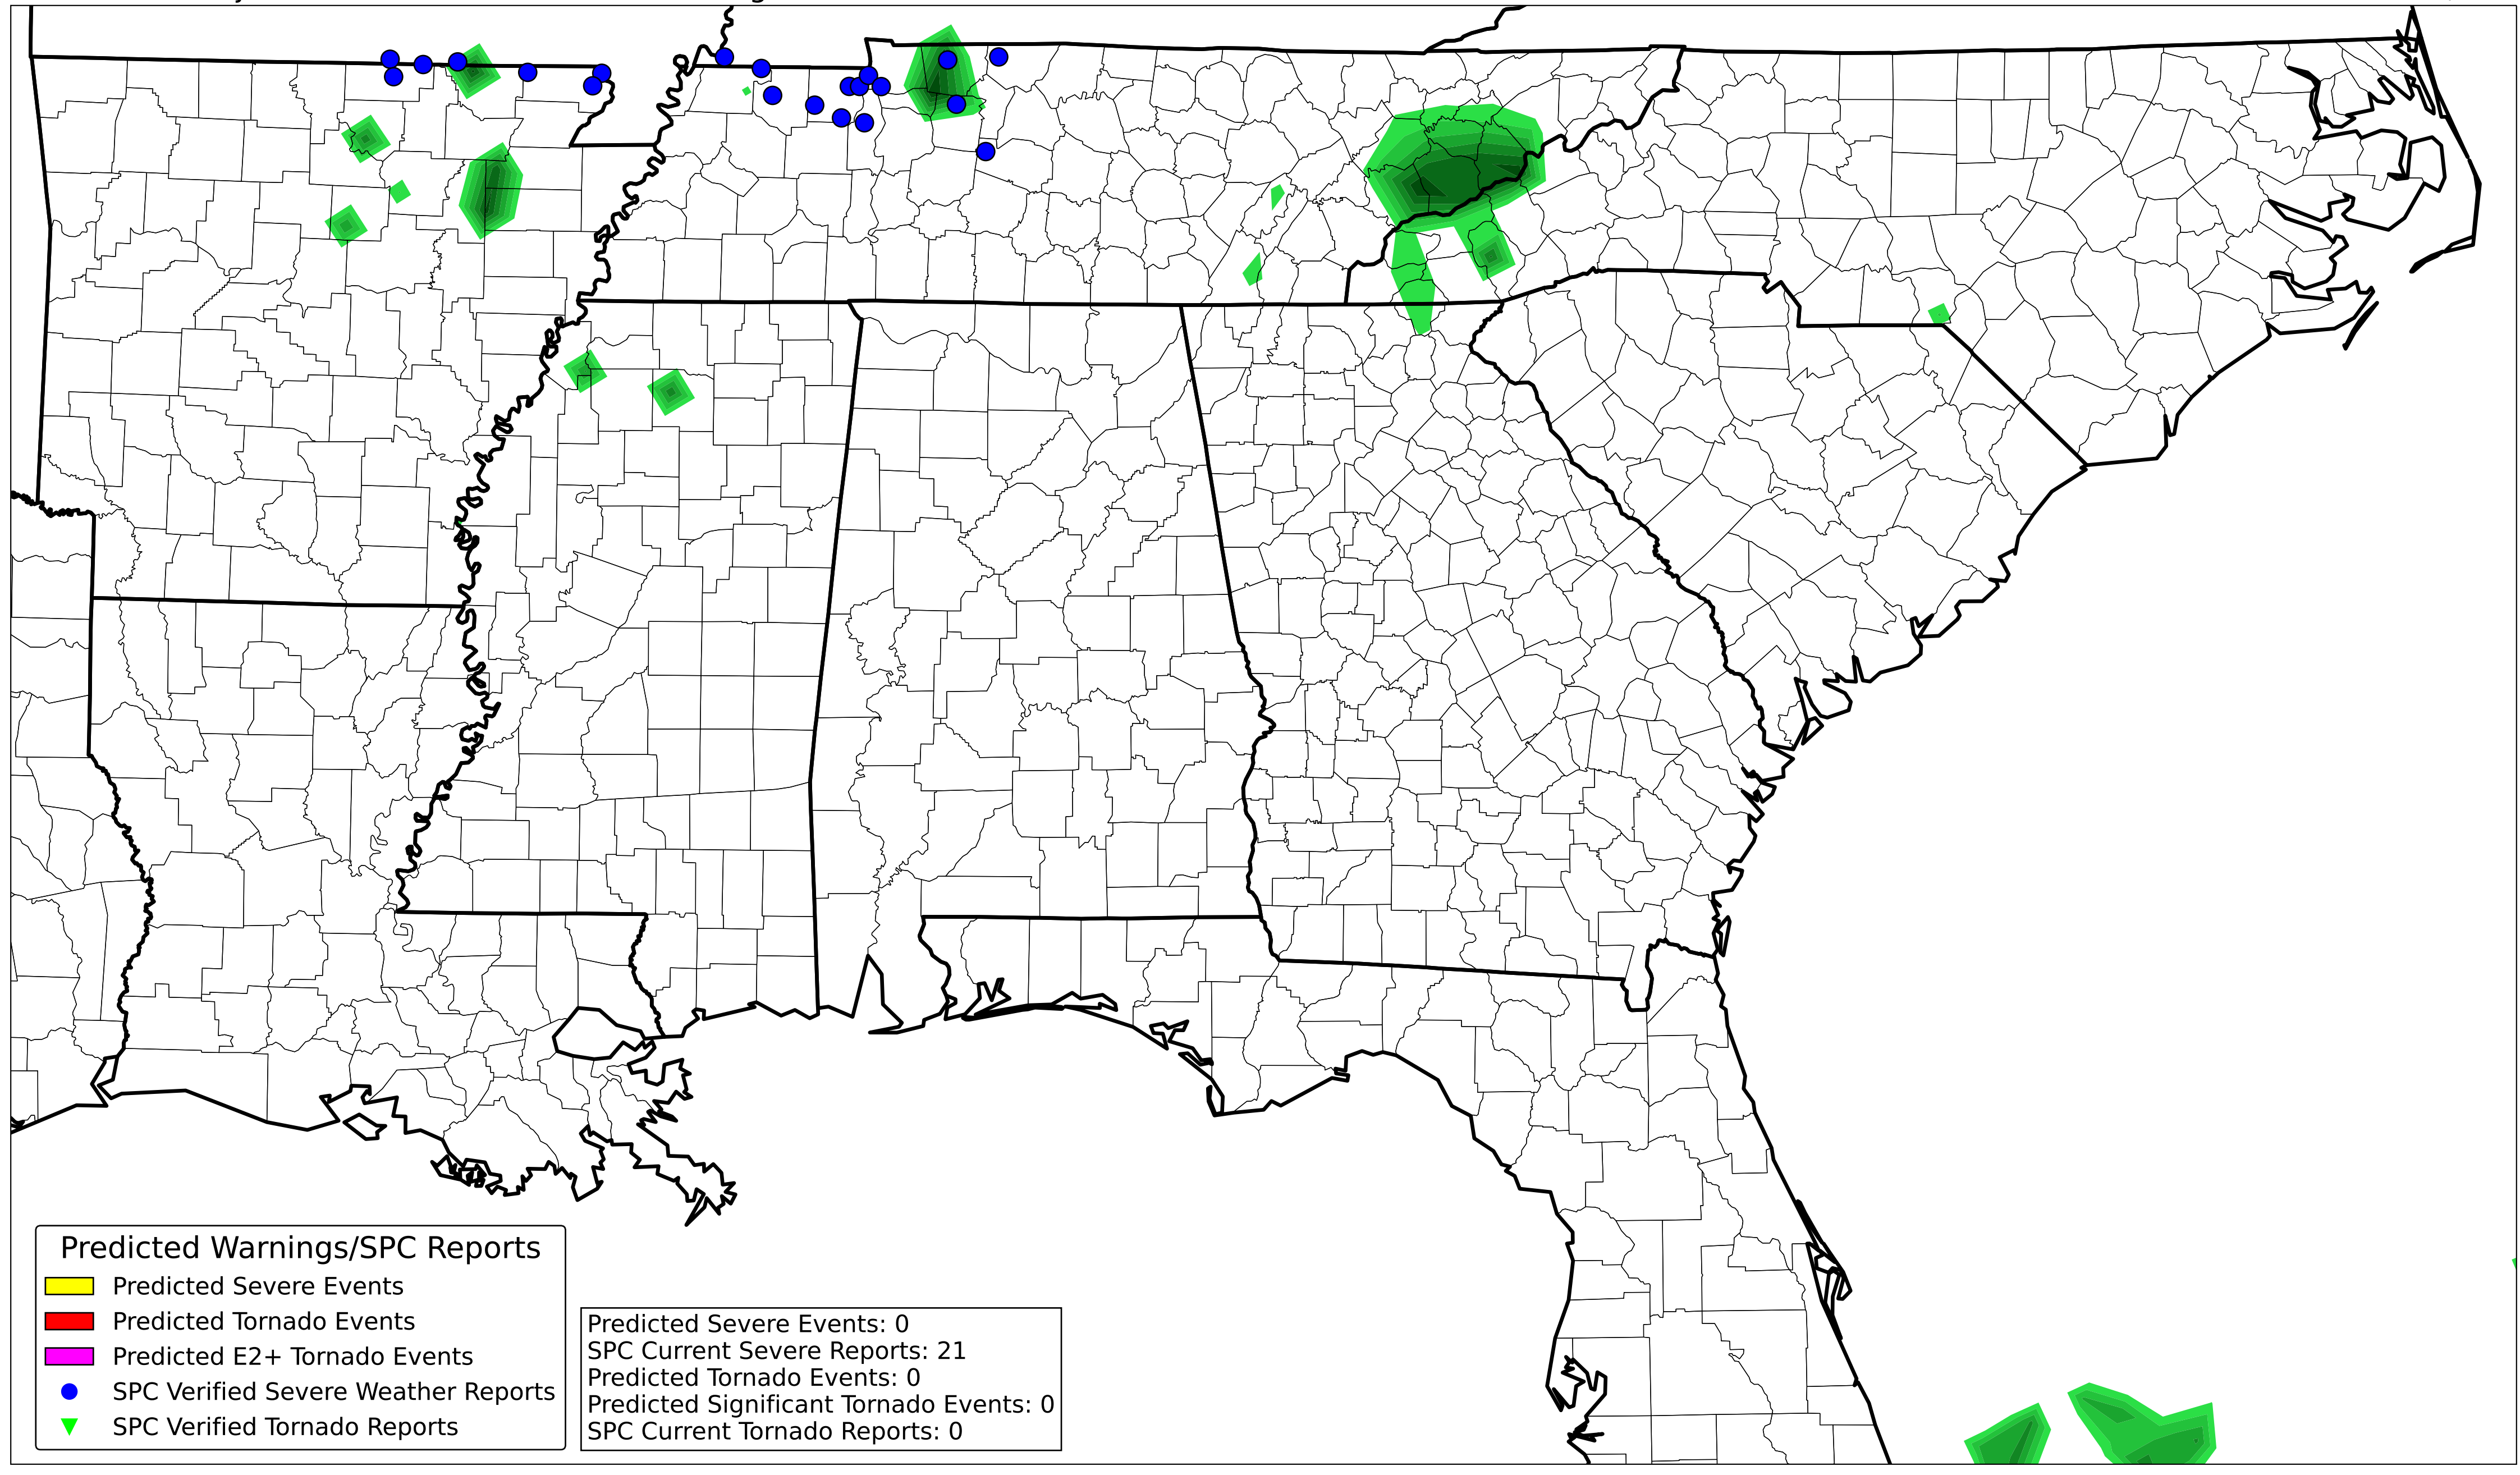 Predicted Warnings/SPC Reports
Predicted Severe Events
Predicted Tornado Events
Predicted E2+ Tornado Events
SPC Verified Severe Weather Reports
SPC Verified Tornado Reports
Predicted Severe Events: 0
SPC Current Severe Reports: 21
Predicted Tornado Events: 0
Predicted Significant Tornado Events: 0
SPC Current Tornado Reports: 0